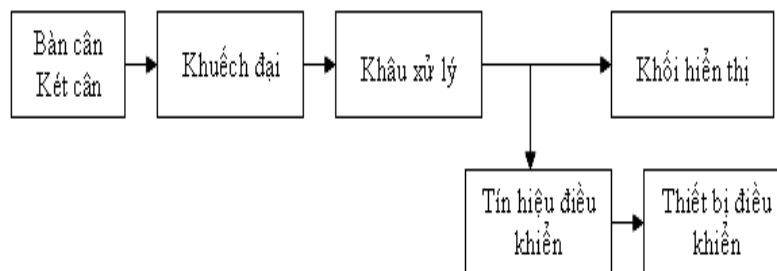 Bàn cân
Két cân
Khuếch đại
Khâu xử lý
Khối hiển thị
Tín hiệu điều
khiển
Thiết bị điều
khiển